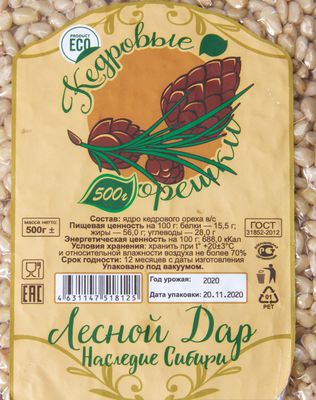 PRODUCT
ECO
Кедровые
орешки
500г
масса нетто
500г ±
Состав: ядро кедрового ореха в/с
Пищевая ценность на 100 г: белки — 15,5 г;
жиры — 56,0 г; углеводы — 28,0 г
Энергетическая ценность на 100 г: 688,0 кКал
Условия хранения: хранить при t° +20±3°С
и относительной влажности воздуха не более 70%
Срок годности: 12 месяцев с даты изготовления
Упаковано под вакуумом.
ГОСТ
31852-2012
EAC
4 631147 518125
Год урожая: 2020
Дата упаковки: 20.11.2020
01
PET
Лесной Дар
Наследие Сибири